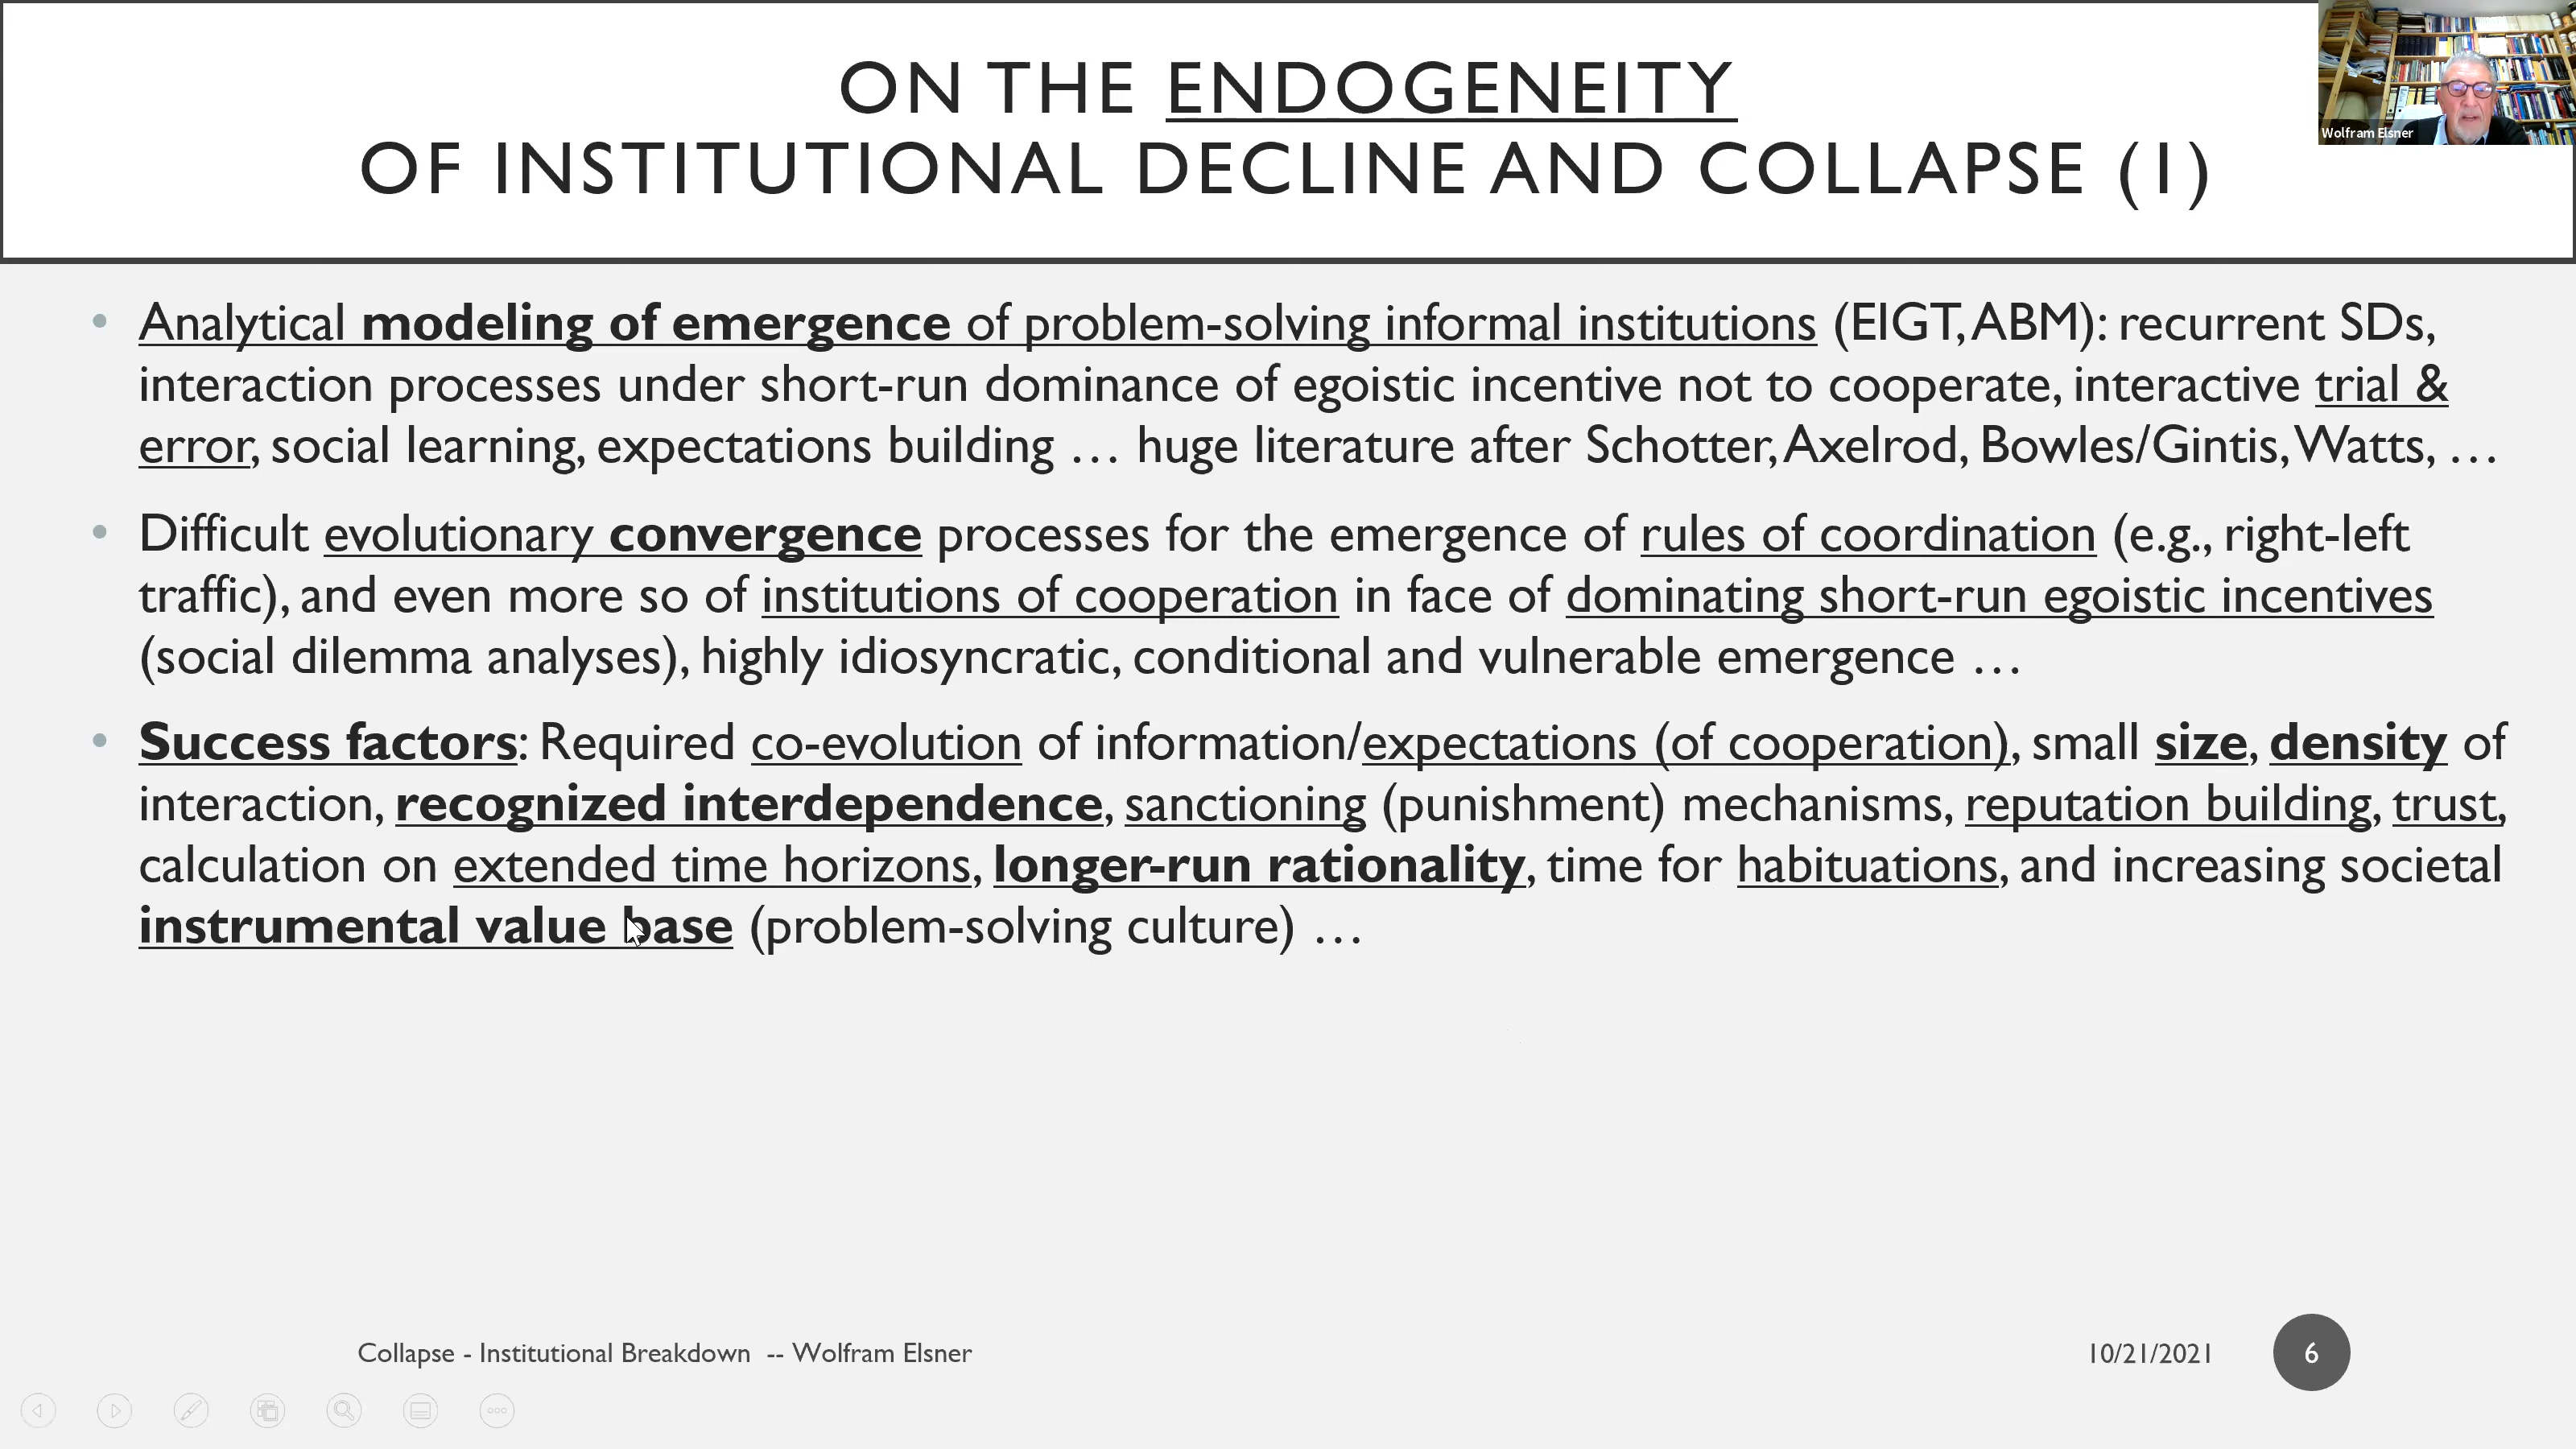 ON THE ENDOGENEITY
OF INSTITUTIONAL DECLINE AND COLLAPSE (1)
Wolfram Elsner
• Analytical modeling of emergence of problem-solving informal institutions (EIGT, ABM): recurrent SDs,
interaction processes under short-run dominance of egoistic incentive not to cooperate, interactive trial &
error, social learning, expectations building … huge literature after Schotter, Axelrod, Bowles/Gintis, Watts, …
• Difficult evolutionary convergence processes for the emergence of rules of coordination (e.g., right-left
traffic), and even more so of institutions of cooperation in face of dominating short-run egoistic incentives
(social dilemma analyses), highly idiosyncratic, conditional and vulnerable emergence …
• Success factors: Required co-evolution of information/expectations (of cooperation), small size, density of
interaction, recognized interdependence, sanctioning (punishment) mechanisms, reputation building, trust,
calculation on extended time horizons, longer-run rationality, time for habituations, and increasing societal
instrumental value base (problem-solving culture) …
Collapse - Institutional Breakdown -- Wolfram Elsner
10/21/2021
6